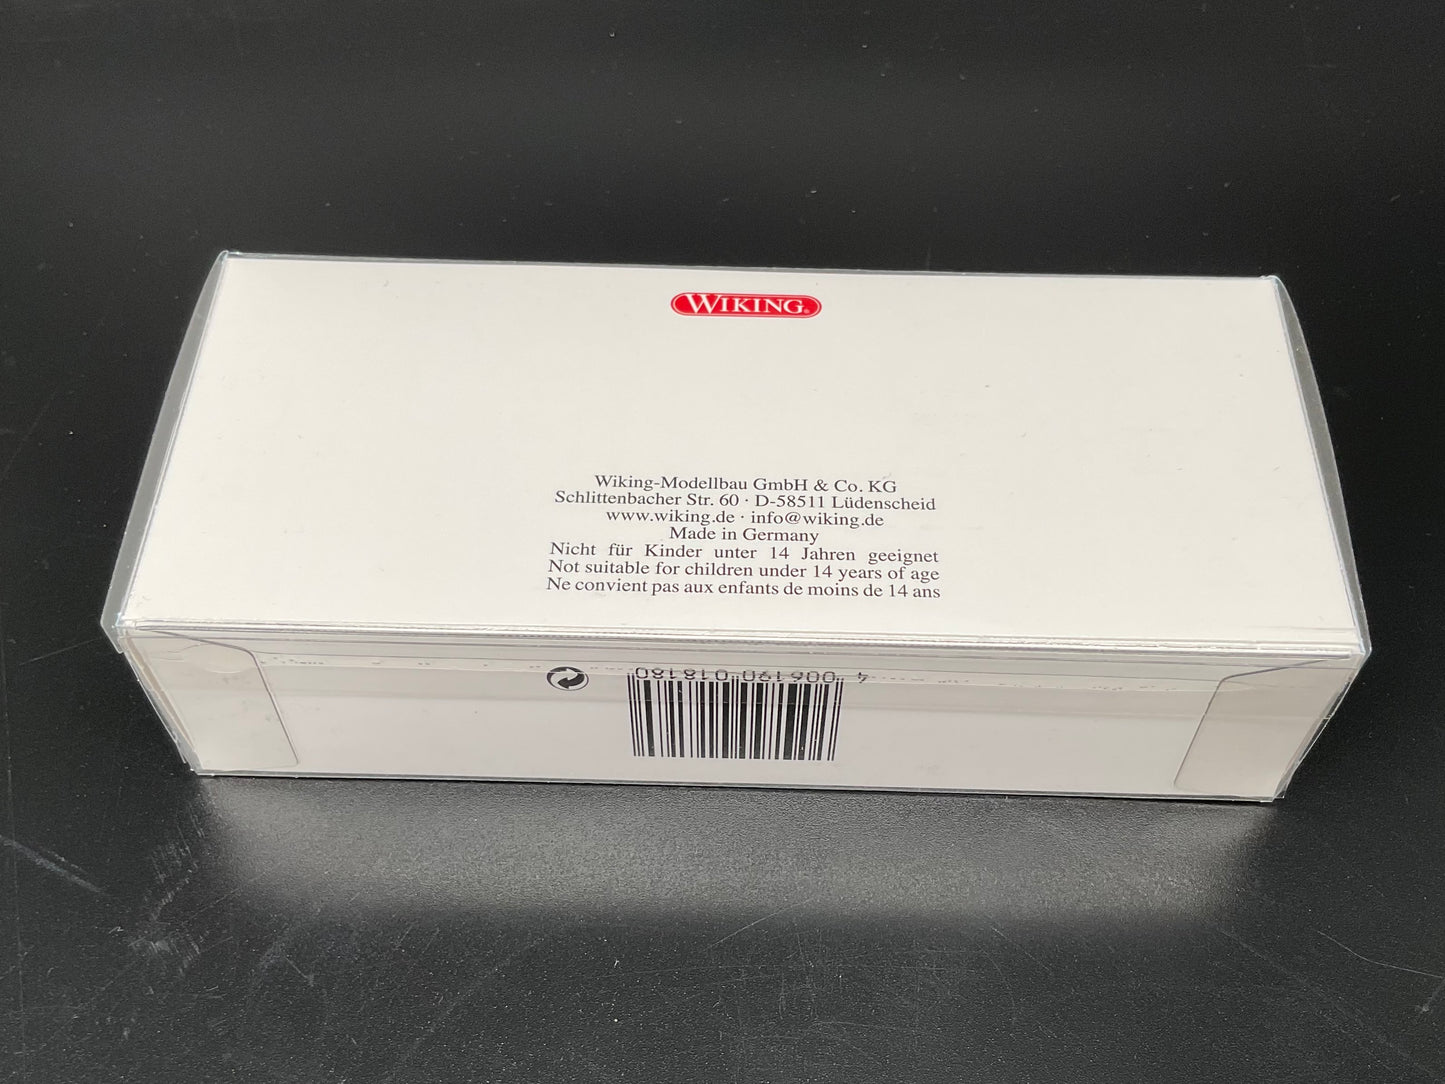 WIKING®
Wiking-Modellbau GmbH & Co. KG
Schlittenbacher Str. 60 · D-58511 Lüdenscheid
www.wiking.de · info@wiking.de
Made in Germany
Nicht für Kinder unter 14 Jahren geeignet
Not suitable for children under 14 years of age
Ne convient pas aux enfants de moins de 14 ans
4 006190 018180